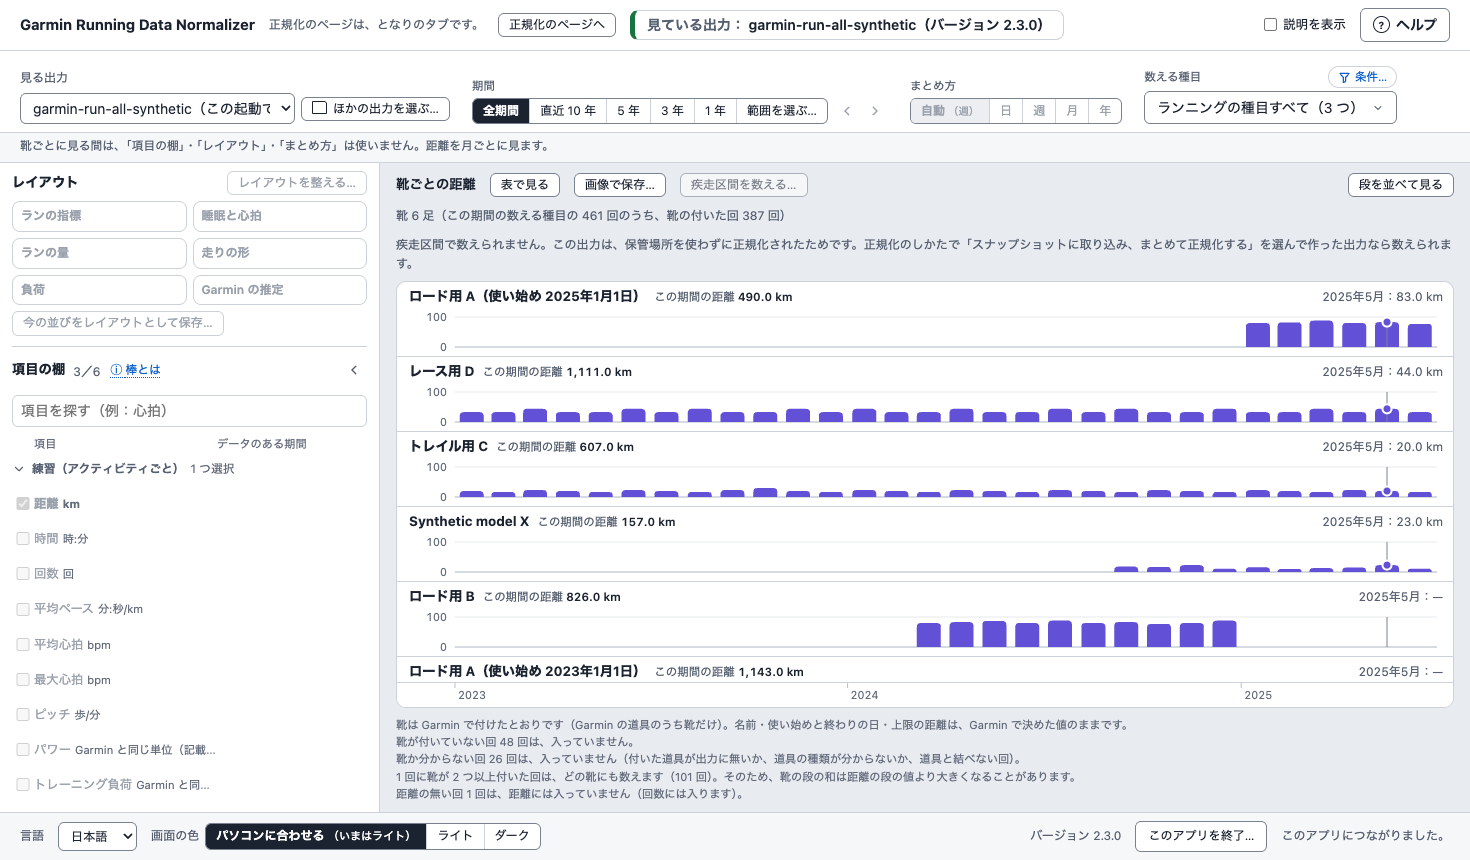 Garmin Running Data Normalizer 正規化のページは、となりのタブです。 正規化のページへ 見ている出力： garmin-run-all-synthetic（バージョン 2.3.0） 説明を表示 ? ヘルプ
見る出力 期間 まとめ方 数える種目 条件...
garmin-run-all-synthetic（この起動で ほかの出力を選ぶ... 全期間 直近 10 年 5 年 3 年 1 年 範囲を選ぶ... 自動（週） 日 週 月 年 ランニングの種目すべて（3 つ）
靴ごとに見る間は、「項目の棚」・「レイアウト」・「まとめ方」は使いません。距離を月ごとに見ます。
レイアウト レイアウトを整える...
ランの指標 睡眠と心拍
ランの量 走りの形
負荷 Garmin の推定
今の並びをレイアウトとして保存...
項目の棚 3／6 ⓘ 棒とは
項目を探す（例：心拍）
項目 データのある期間
練習（アクティビティごと） 1 つ選択
距離 km
時間 時:分
回数 回
平均ペース 分:秒/km
平均心拍 bpm
最大心拍 bpm
ピッチ 歩/分
パワー Garmin と同じ単位（記載...
トレーニング負荷 Garmin と同...
靴ごとの距離 表で見る 画像で保存... 疾走区間を数える... 段を並べて見る
靴 6 足（この期間の数える種目の 461 回のうち、靴の付いた回 387 回）
疾走区間で数えられません。この出力は、保管場所を使わずに正規化されたためです。正規化のしかたで「スナップショットに取り込み、まとめて正規化する」を選んで作った出力なら数えられま
す。
ロード用 A（使い始め 2025年1月1日） この期間の距離 490.0 km 2025年5月：83.0 km
100
0
レース用 D この期間の距離 1,111.0 km 2025年5月：44.0 km
100
0
トレイル用 C この期間の距離 607.0 km 2025年5月：20.0 km
100
0
Synthetic model X この期間の距離 157.0 km 2025年5月：23.0 km
100
0
ロード用 B この期間の距離 826.0 km 2025年5月：—
100
0
ロード用 A（使い始め 2023年1月1日） この期間の距離 1,143.0 km 2025年5月：—
2023 2024 2025
靴は Garmin で付けたとおりです（Garmin の道具のうち靴だけ）。名前・使い始めと終わりの日・上限の距離は、Garmin で決めた値のままです。
靴が付いていない回 48 回は、入っていません。
靴か分からない回 26 回は、入っていません（付いた道具が出力に無いか、道具の種類が分からないか、道具と結べない回）。
1 回に靴が 2 つ以上付いた回は、どの靴にも数えます（101 回）。そのため、靴の段の和は距離の段の値より大きくなることがあります。
距離の無い回 1 回は、距離には入っていません（回数には入ります）。
言語 日本語 画面の色 パソコンに合わせる（いまはライト） ライト ダーク バージョン 2.3.0 このアプリを終了... このアプリにつながりました。